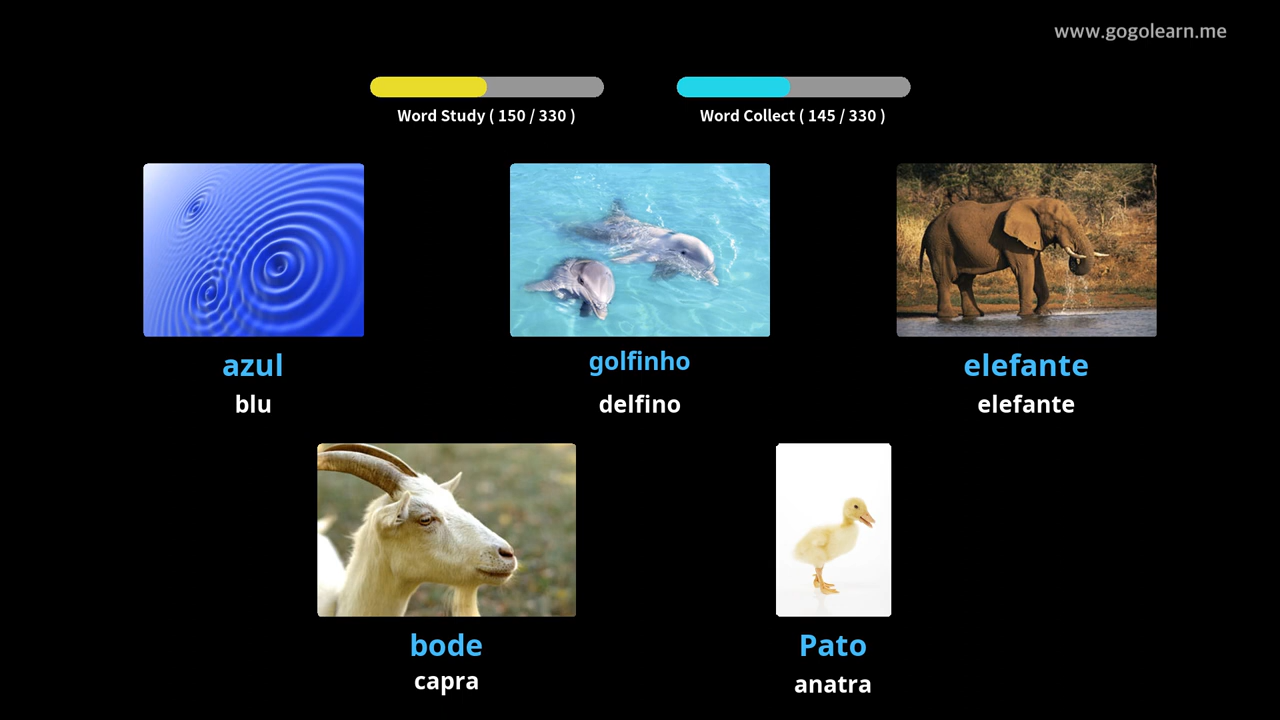 www.gogolearn.me
Word Study ( 150 / 330 )
Word Collect ( 145 / 330 )
azul
blu
golfinho
delfino
elefante
elefante
bode
capra
Pato
anatra